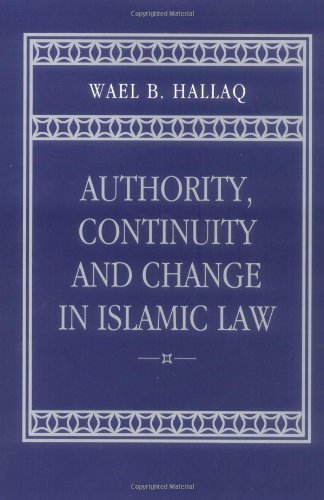 WAEL B. HALLAQ
AUTHORITY,
CONTINUITY
AND CHANGE
IN ISLAMIC LAW